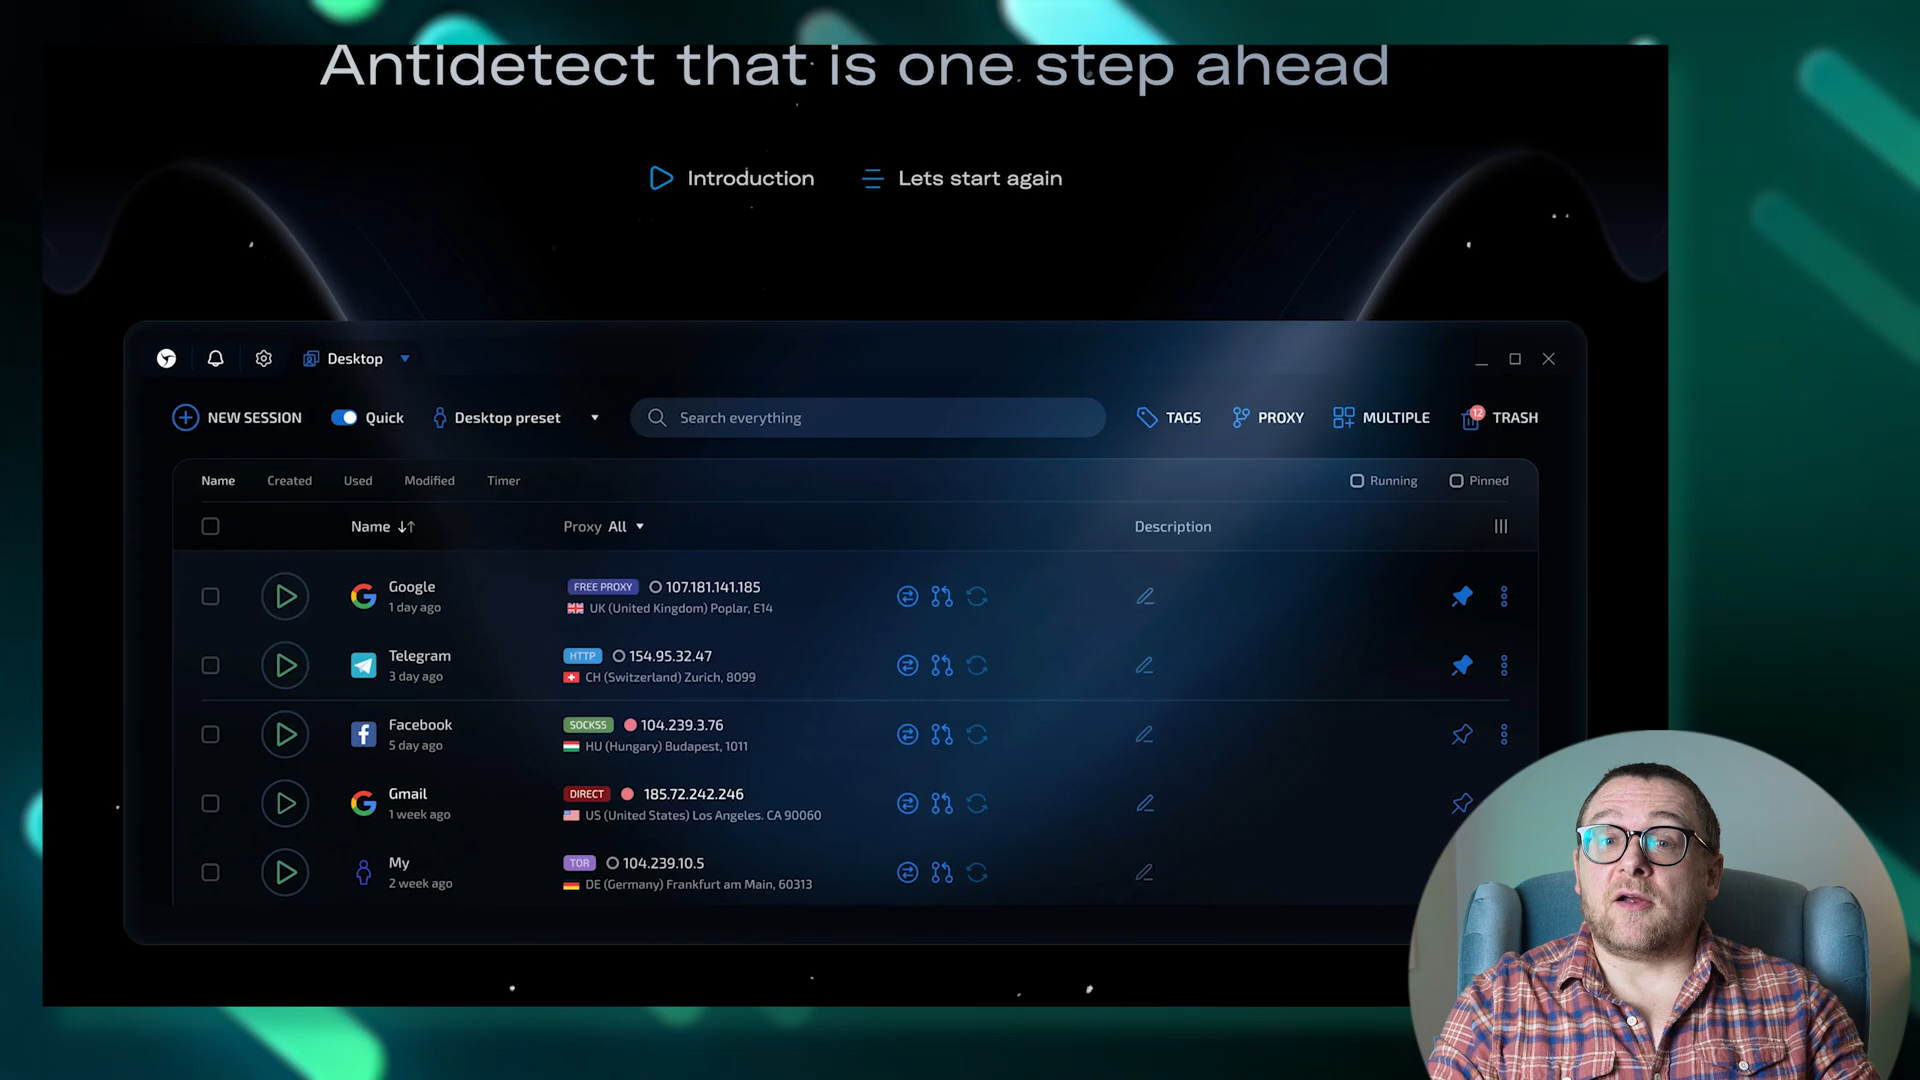 Antidetect that is one step ahead
Introduction
Lets start again
Desktop
NEW SESSION
Quick
Desktop preset
Search everything
TAGS
PROXY
MULTIPLE
12
TRASH
Name
Created
Used
Modified
Timer
Running
Pinned
Name
Proxy All
Description
Google
1 day ago
FREE PROXY
107.181.141.185
UK (United Kingdom) Poplar, E14
Telegram
3 day ago
HTTP
154.95.32.47
CH (Switzerland) Zurich, 8099
Facebook
5 day ago
SOCKS5
104.239.3.76
HU (Hungary) Budapest, 1011
Gmail
1 week ago
DIRECT
185.72.242.246
US (United States) Los Angeles. CA 90060
My
2 week ago
TOR
104.239.10.5
DE (Germany) Frankfurt am Main, 60313